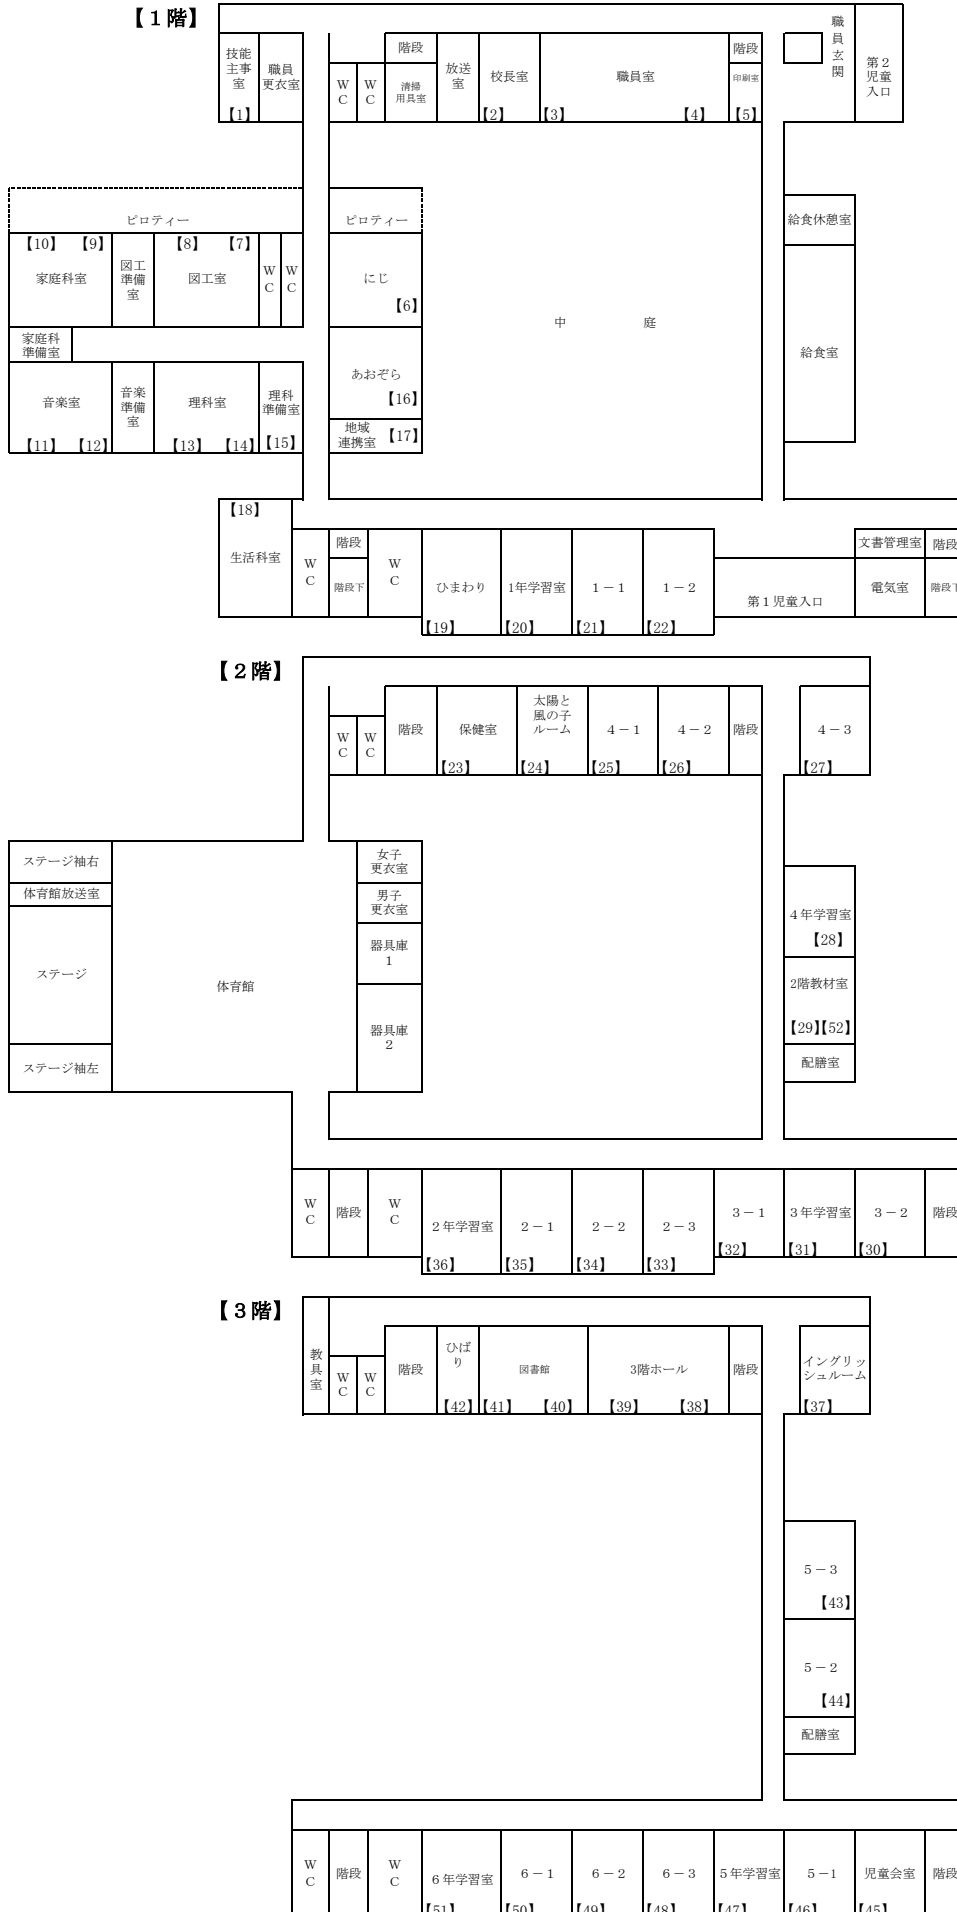 【１階】
職員玄関
第２
児童
入口
技能
主事
室
【1】
職員
更衣室
WC
WC
階段
清掃
用具室
放送
室
校長室
【2】
職員室
【3】
【4】
階段
印刷室
【5】
ピロティー
ピロティー
【10】
【9】
家庭科室
図工
準備
室
【8】
【7】
図工室
WC
WC
にじ
【6】
家庭科
準備室
音楽室
【11】
【12】
音楽
準備
室
理科室
【13】
【14】
理科
準備室
【15】
あおぞら
【16】
地域
連携室
【17】
中庭
給食休憩室
給食室
【18】
生活科室
WC
階段
階段下
WC
ひまわり
【19】
1年学習室
【20】
１－１
【21】
１－２
【22】
第１児童入口
文書管理室
電気室
階段
階段下
【２階】
WC
WC
階段
保健室
【23】
太陽と
風の子
ルーム
【24】
４－１
【25】
４－２
【26】
階段
４－３
【27】
ステージ袖右
体育館放送室
ステージ
ステージ袖左
体育館
女子
更衣室
男子
更衣室
器具庫
1
器具庫
2
４年学習室
【28】
2階教材室
【29】【52】
配膳室
WC
階段
WC
２年学習室
【36】
２－１
【35】
２－２
【34】
２－３
【33】
３－１
【32】
３年学習室
【31】
３－２
【30】
階段
【３階】
教具室
WC
WC
階段
ひば
り
【42】
図書館
【41】
【40】
3階ホール
【39】
【38】
階段
イングリッ
シュルーム
【37】
５－３
【43】
５－２
【44】
配膳室
WC
階段
WC
６年学習室
【51】
６－１
【50】
６－２
【49】
６－３
【48】
５年学習室
【47】
５－1
【46】
児童会室
【45】
階段